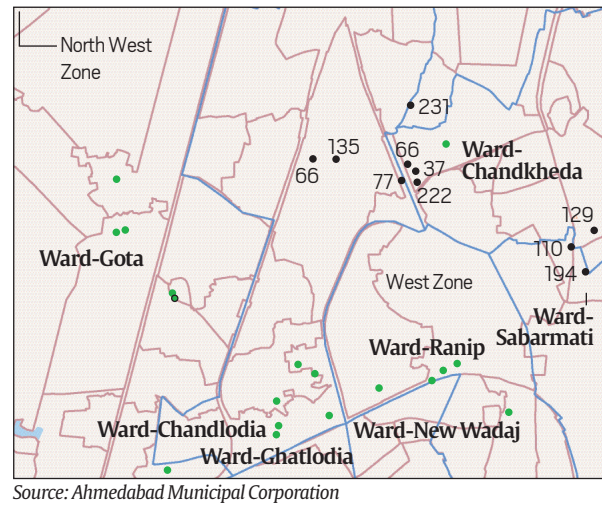 North West
Zone
231
135
66
66
37
77
222
Ward-
Chandkheda
129
110
194
Ward-Gota
West Zone
Ward-
Sabarmati
Ward-Ranip
Ward-Chandlodia
Ward-New Wadaj
Ward-Ghatlodia
Source: Ahmedabad Municipal Corporation